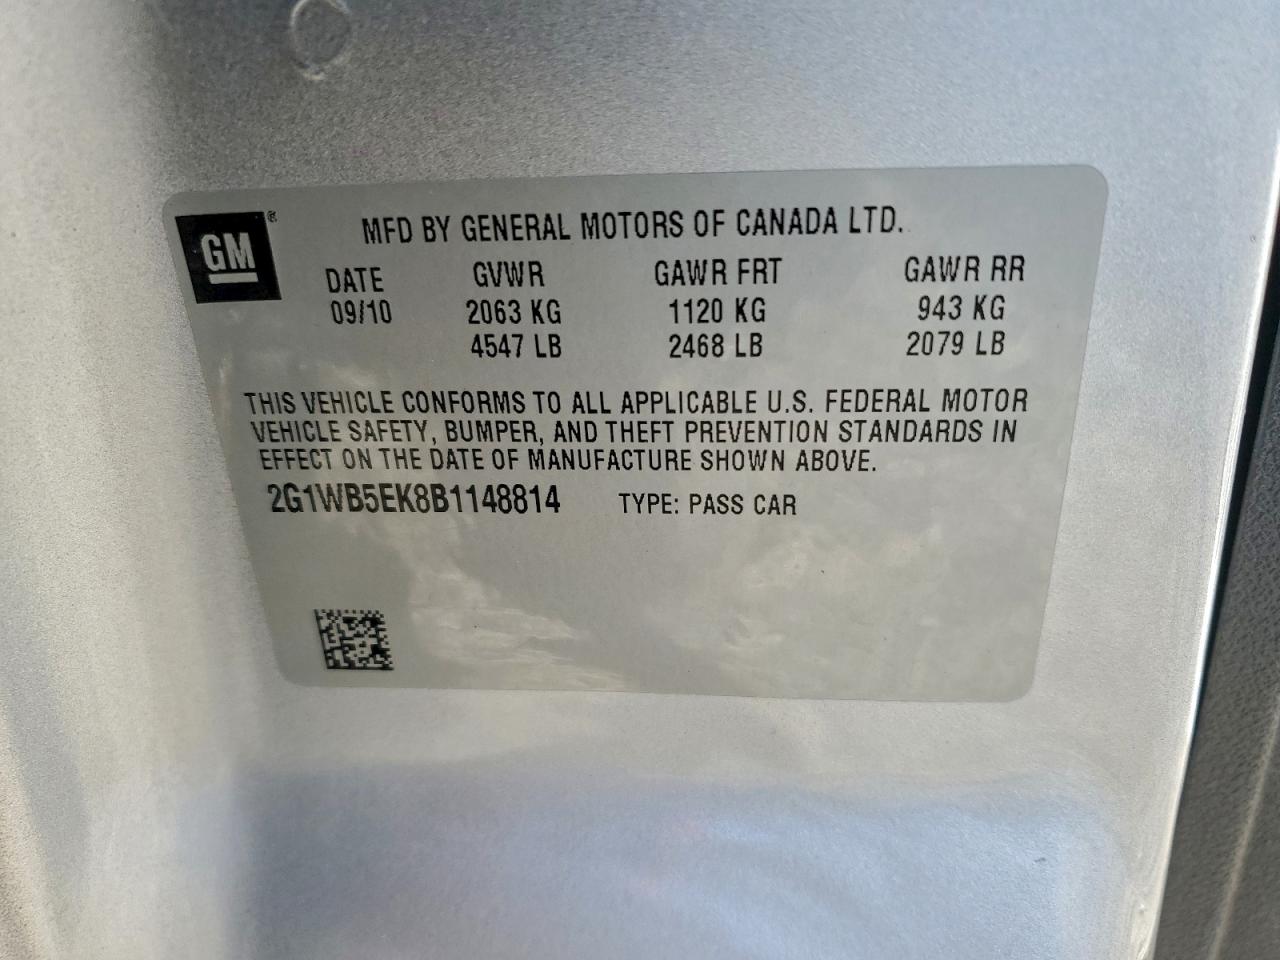 GM®
MFD BY GENERAL MOTORS OF CANADA LTD.
DATE GVWR GAWR FRT GAWR RR
09/10 2063 KG 1120 KG 943 KG
4547 LB 2468 LB 2079 LB
THIS VEHICLE CONFORMS TO ALL APPLICABLE U.S. FEDERAL MOTOR
VEHICLE SAFETY, BUMPER, AND THEFT PREVENTION STANDARDS IN
EFFECT ON THE DATE OF MANUFACTURE SHOWN ABOVE.
2G1WB5EK8B1148814 TYPE: PASS CAR